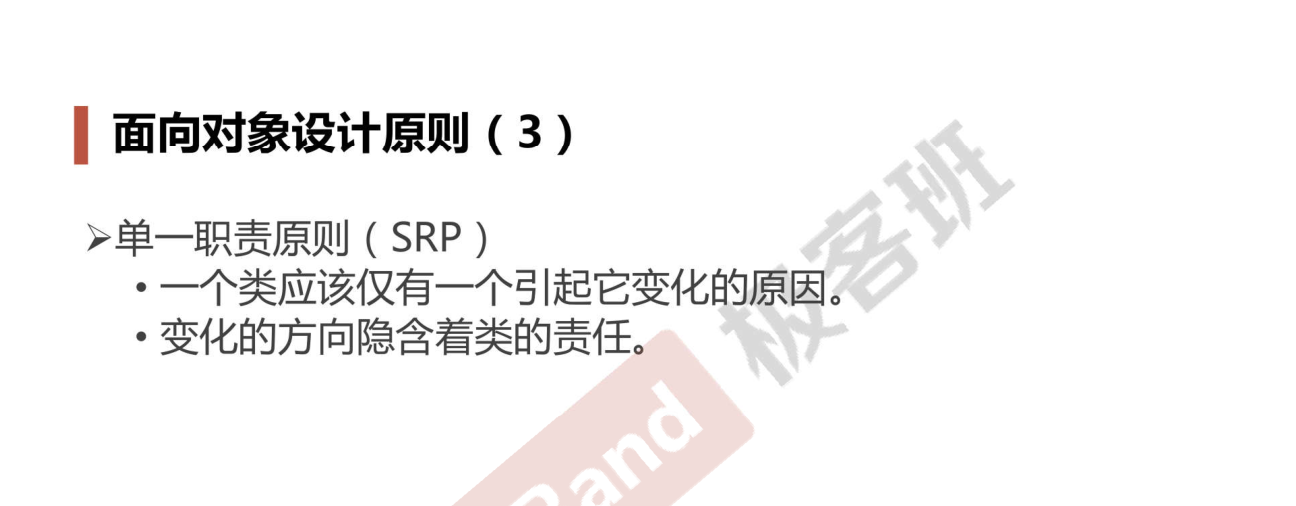 面向对象设计原则（3）
➢单一职责原则（SRP）
• 一个类应该仅有一个引起它变化的原因。
• 变化的方向隐含着类的责任。
极客班
Band